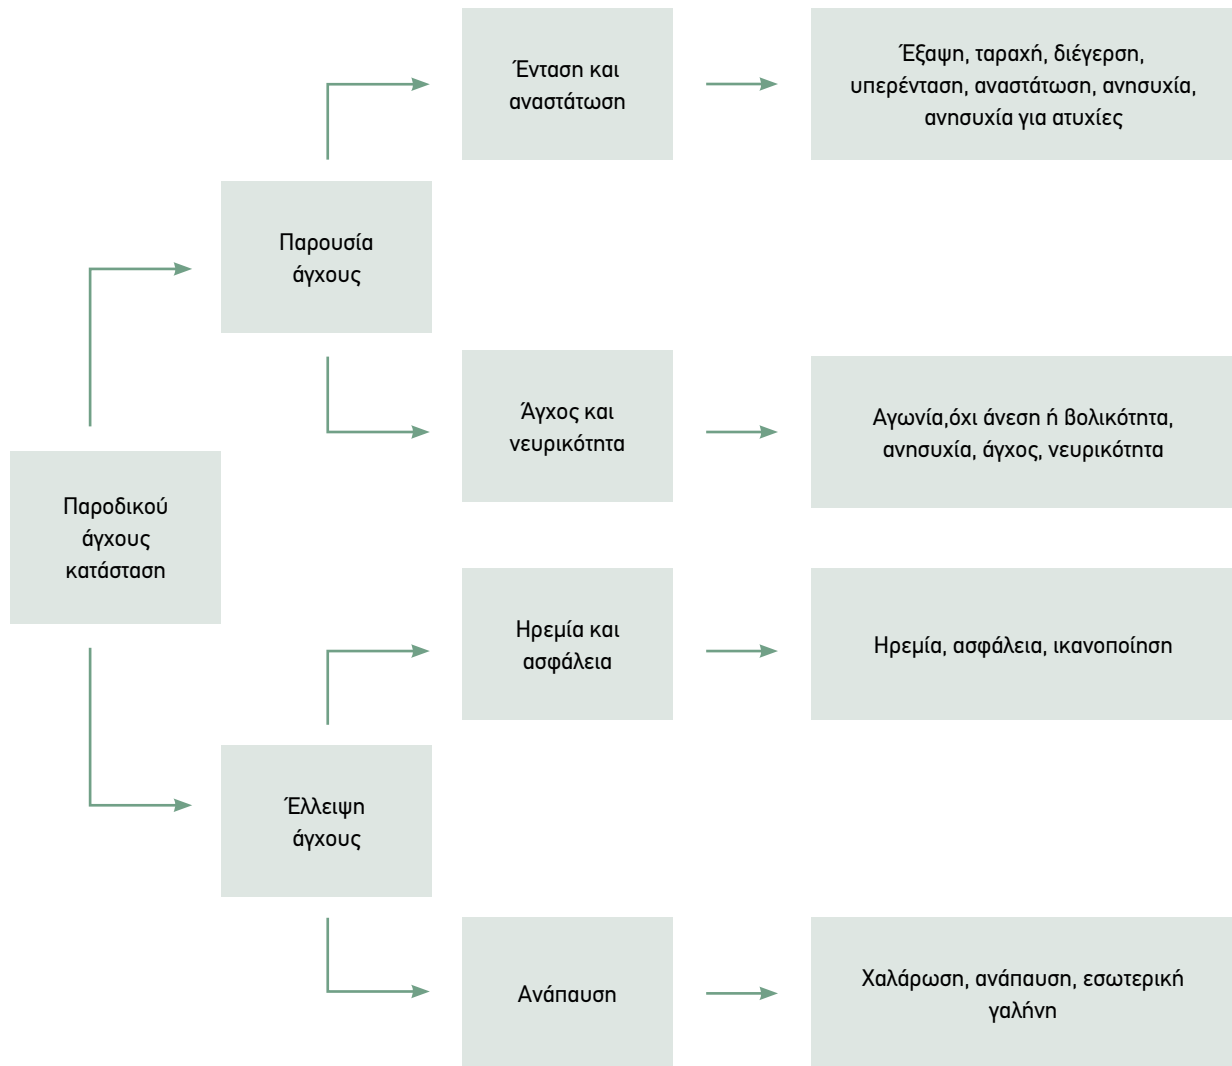 Ένταση και
αναστάτωση
Έξαψη, ταραχή, διέγερση,
υπερένταση, αναστάτωση, ανησυχία,
ανησυχία για ατυχίες
Παρουσία
άγχους
Άγχος και
νευρικότητα
Αγωνία,όχι άνεση ή βολικότητα,
ανησυχία, άγχος, νευρικότητα
Παροδικού
άγχους
κατάσταση
Ηρεμία και
ασφάλεια
Ηρεμία, ασφάλεια, ικανοποίηση
Έλλειψη
άγχους
Ανάπαυση
Χαλάρωση, ανάπαυση, εσωτερική
γαλήνη